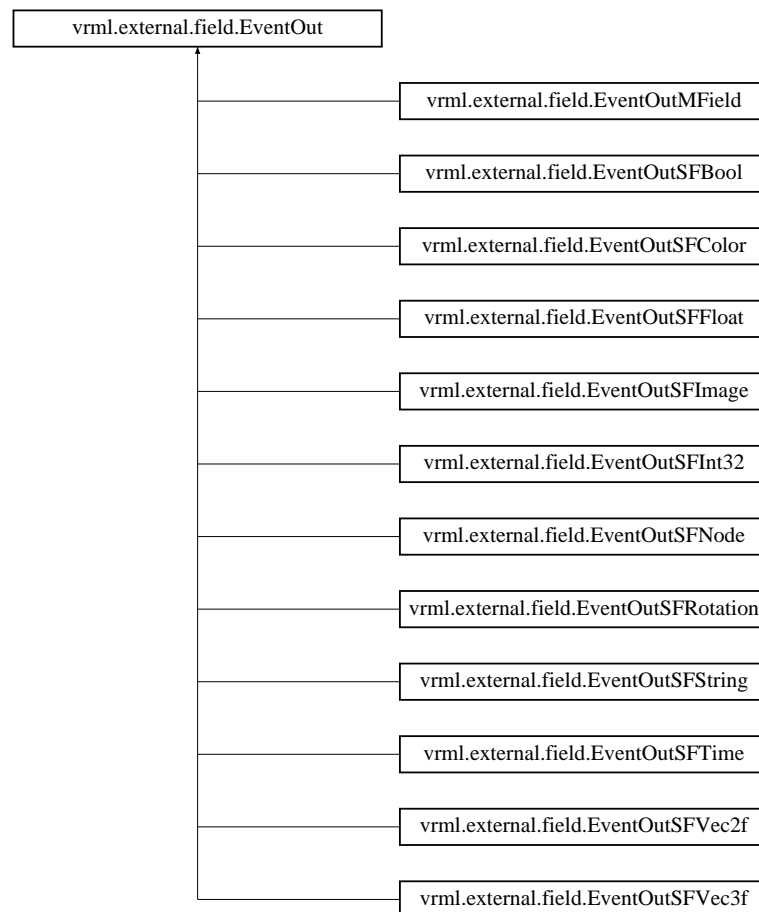 vrml.external.field.EventOut
vrml.external.field.EventOutMField
vrml.external.field.EventOutSFBool
vrml.external.field.EventOutSFColor
vrml.external.field.EventOutSFFloat
vrml.external.field.EventOutSFImage
vrml.external.field.EventOutSFInt32
vrml.external.field.EventOutSFNode
vrml.external.field.EventOutSFRotation
vrml.external.field.EventOutSFString
vrml.external.field.EventOutSFTime
vrml.external.field.EventOutSFVec2f
vrml.external.field.EventOutSFVec3f